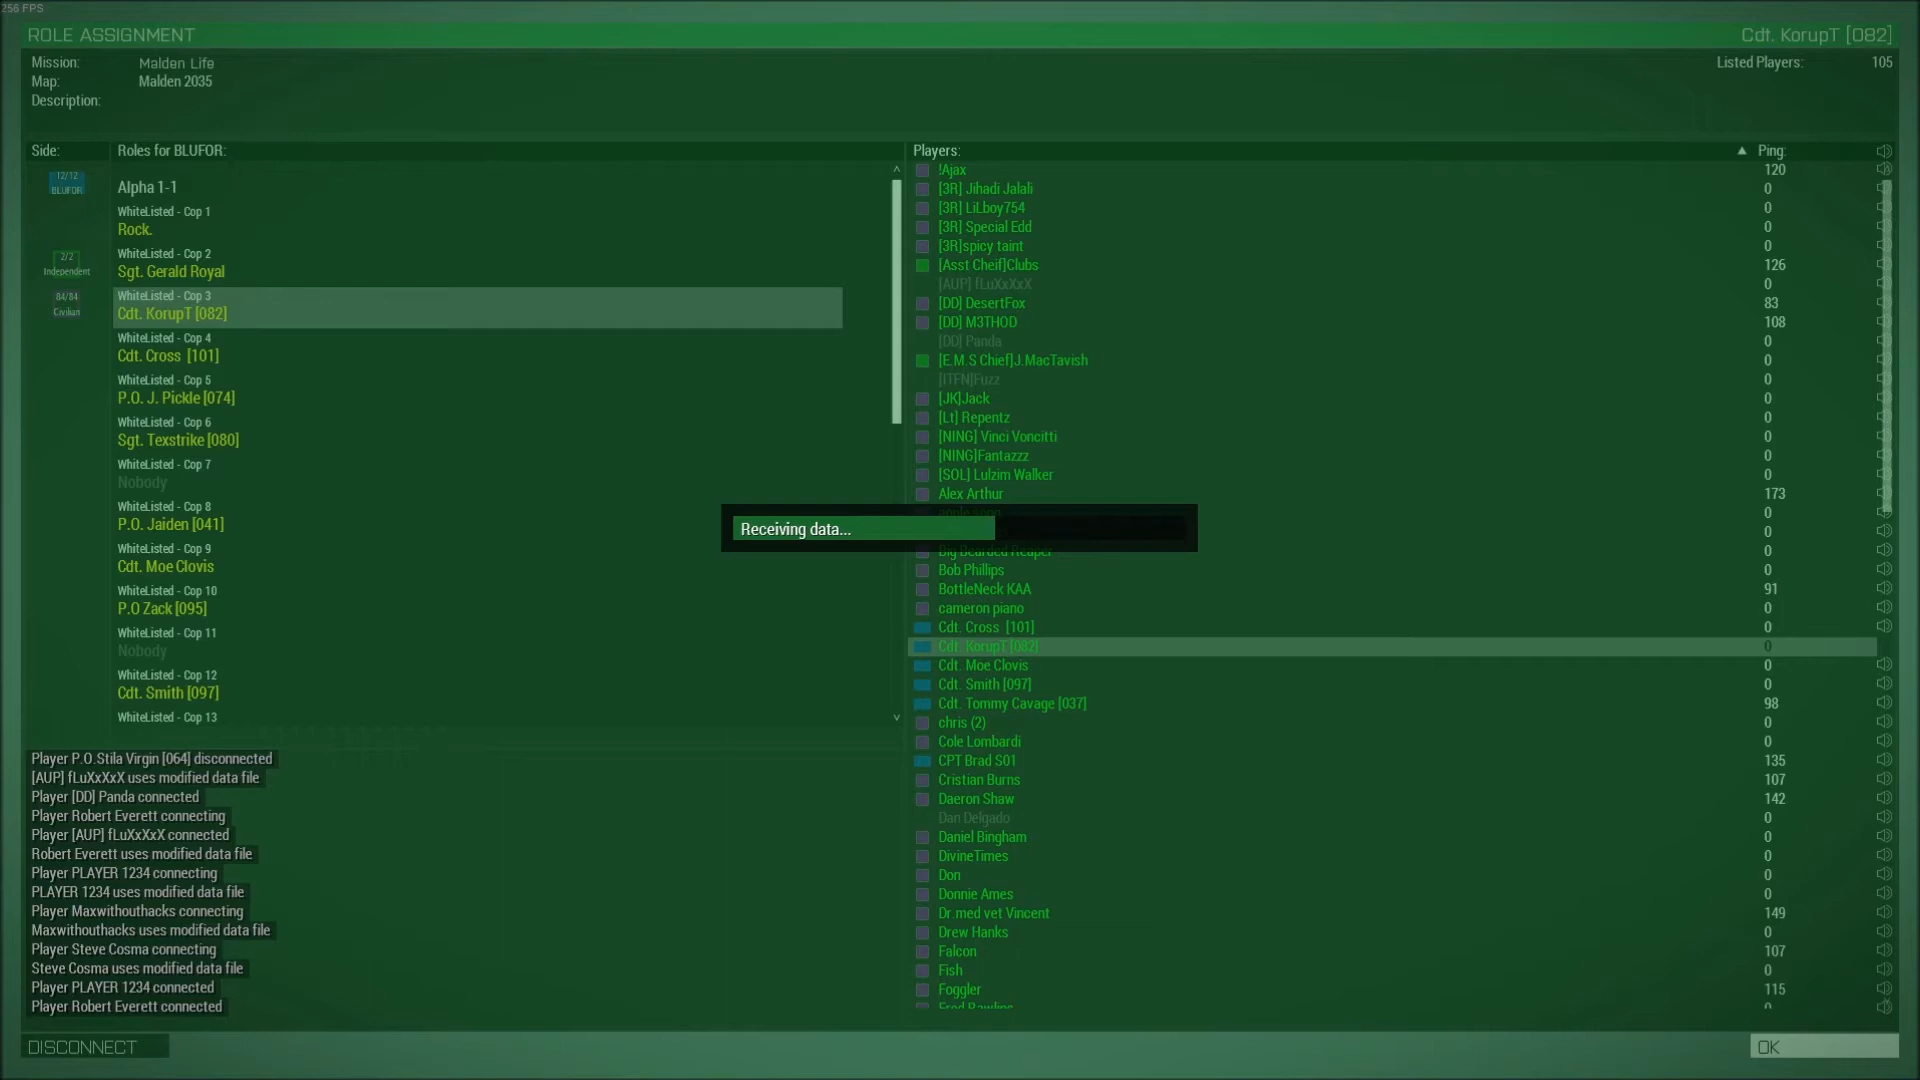 256 FPS
ROLE ASSIGNMENT
Cdt. KorupT [082]
Mission: Malden Life
Listed Players: 105
Map: Malden 2035
Description:
Side:
Roles for BLUFOR:
12/12
BLUFOR
2/2
Independent
84/84
Civilian
Alpha 1-1
WhiteListed - Cop 1
Rock.
WhiteListed - Cop 2
Sgt. Gerald Royal
WhiteListed - Cop 3
Cdt. KorupT [082]
WhiteListed - Cop 4
Cdt. Cross [101]
WhiteListed - Cop 5
P.O. J. Pickle [074]
WhiteListed - Cop 6
Sgt. Texstrike [080]
WhiteListed - Cop 7
Nobody
WhiteListed - Cop 8
P.O. Jaiden [041]
WhiteListed - Cop 9
Cdt. Moe Clovis
WhiteListed - Cop 10
P.O Zack [095]
WhiteListed - Cop 11
Nobody
WhiteListed - Cop 12
Cdt. Smith [097]
WhiteListed - Cop 13
Players: Ping:
!Ajax 120
[3R] Jihadi Jalali 0
[3R] LiLboy754 0
[3R] Special Edd 0
[3R]spicy taint 0
[Asst Cheif]Clubs 126
[AUP] fLuXxXxX 0
[DD] DesertFox 83
[DD] M3THOD 108
[DD] Panda 0
[E.M.S Chief]J.MacTavish 0
[ITFN]Fuzz 0
[JK]Jack 0
[Lt] Repentz 0
[NING] Vinci Voncitti 0
[NING]Fantazzz 0
[SOL] Lulzim Walker 0
Alex Arthur 173
0
Receiving data...
0
Big Bearded Reaper 0
Bob Phillips 0
BottleNeck KAA 91
cameron piano 0
Cdt. Cross [101] 0
Cdt. KorupT [082] 0
Cdt. Moe Clovis 0
Cdt. Smith [097] 0
Cdt. Tommy Cavage [037] 98
chris (2) 0
Cole Lombardi 0
CPT Brad S01 135
Cristian Burns 107
Daeron Shaw 142
Dan Delgado 0
Daniel Bingham 0
DivineTimes 0
Don 0
Donnie Ames 0
Dr.med vet Vincent 149
Drew Hanks 0
Falcon 107
Fish 0
Foggler 115
Fred Rawlins 0
Player P.O.Stila Virgin [064] disconnected
[AUP] fLuXxXxX uses modified data file
Player [DD] Panda connected
Player Robert Everett connecting
Player [AUP] fLuXxXxX connected
Robert Everett uses modified data file
Player PLAYER 1234 connecting
PLAYER 1234 uses modified data file
Player Maxwithouthacks connecting
Maxwithouthacks uses modified data file
Player Steve Cosma connecting
Steve Cosma uses modified data file
Player PLAYER 1234 connected
Player Robert Everett connected
DISCONNECT
OK